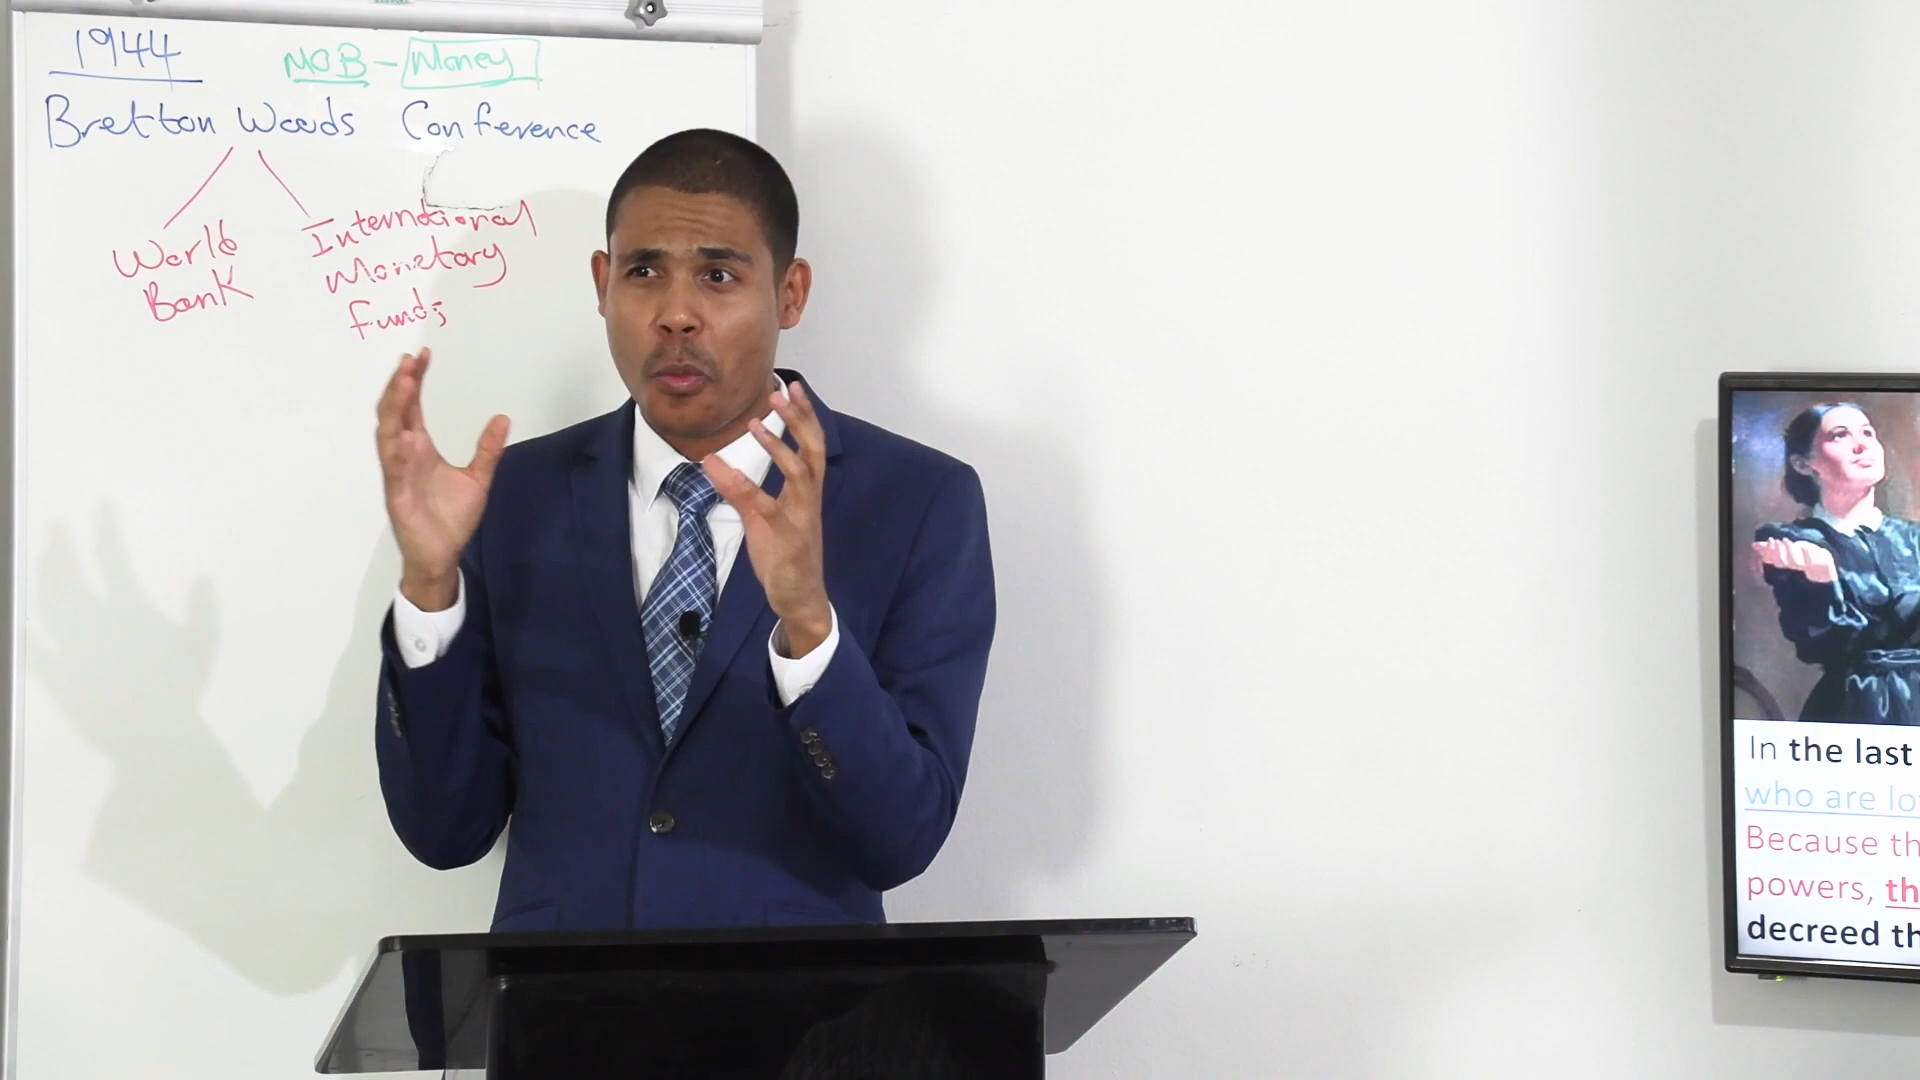 1944
MOB - Money
Bretton Woods Conference
World
Bank
International
Monetary
funds
In the last
who are lo
Because th
powers, th
decreed th